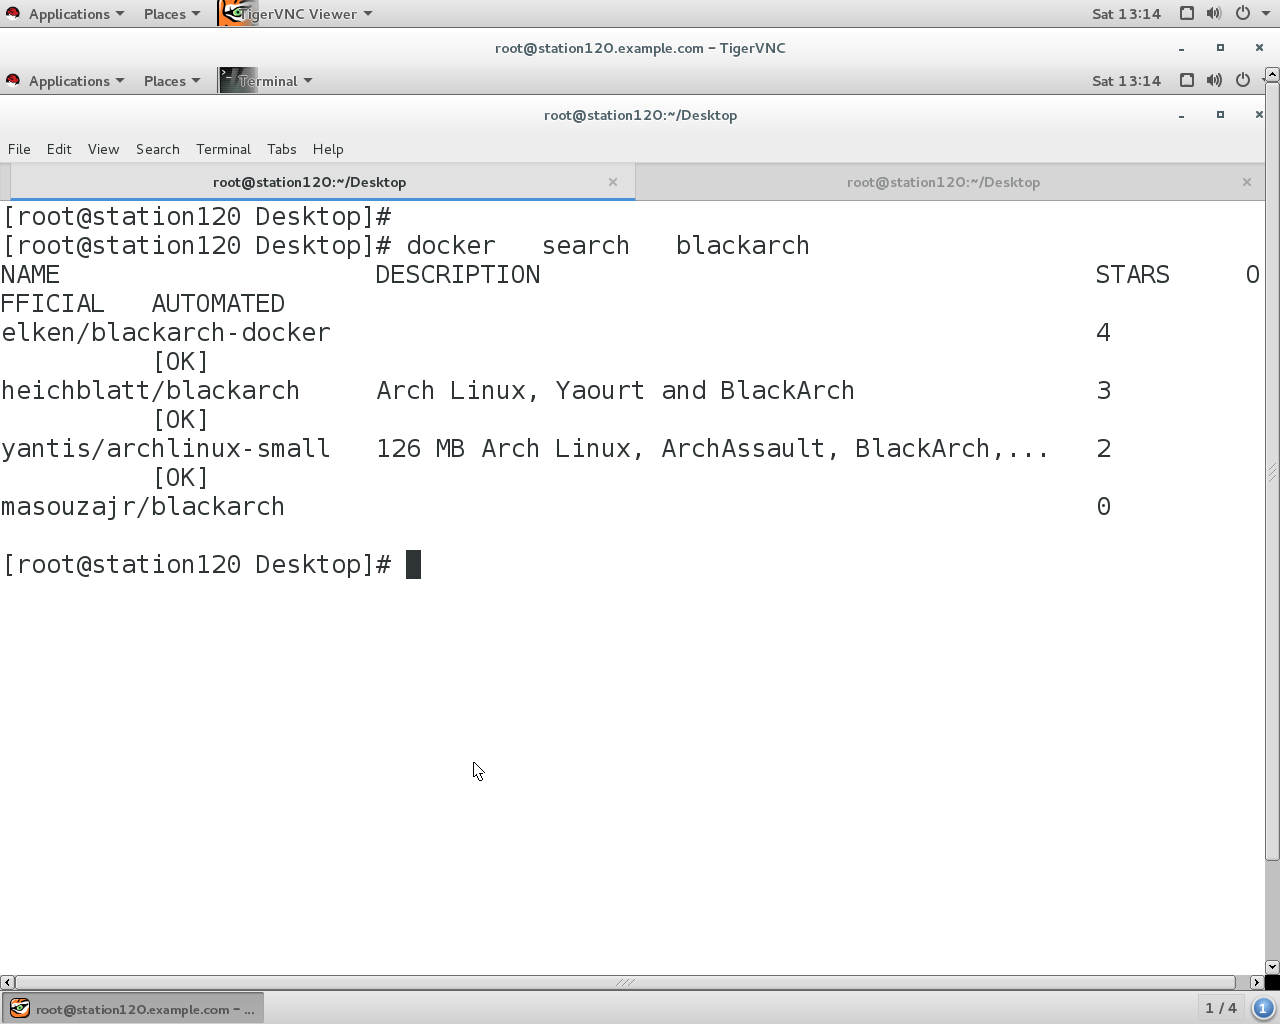 Applications Places TigerVNC Viewer Sat 13:14
root@station120.example.com - TigerVNC
Applications Places Terminal Sat 13:14
root@station120:~/Desktop
File Edit View Search Terminal Tabs Help
root@station120:~/Desktop root@station120:~/Desktop
[root@station120 Desktop]#
[root@station120 Desktop]# docker   search   blackarch
NAME                     DESCRIPTION                                     STARS     O
FFICIAL   AUTOMATED
elken/blackarch-docker                                                   4
          [OK]
heichblatt/blackarch     Arch Linux, Yaourt and BlackArch                3
          [OK]
yantis/archlinux-small   126 MB Arch Linux, ArchAssault, BlackArch,...   2
          [OK]
masouzajr/blackarch                                                      0
[root@station120 Desktop]#
root@station120.example.com - ... 1 / 4 1